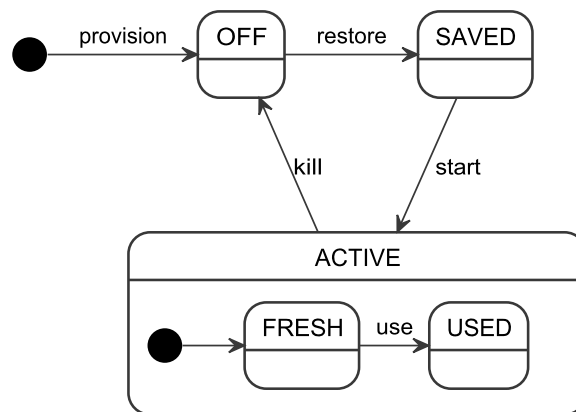 provision
OFF
restore
SAVED
kill
start
ACTIVE
FRESH
use
USED